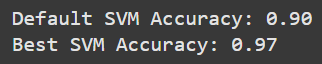 Default SVM Accuracy: 0.90
Best SVM Accuracy: 0.97